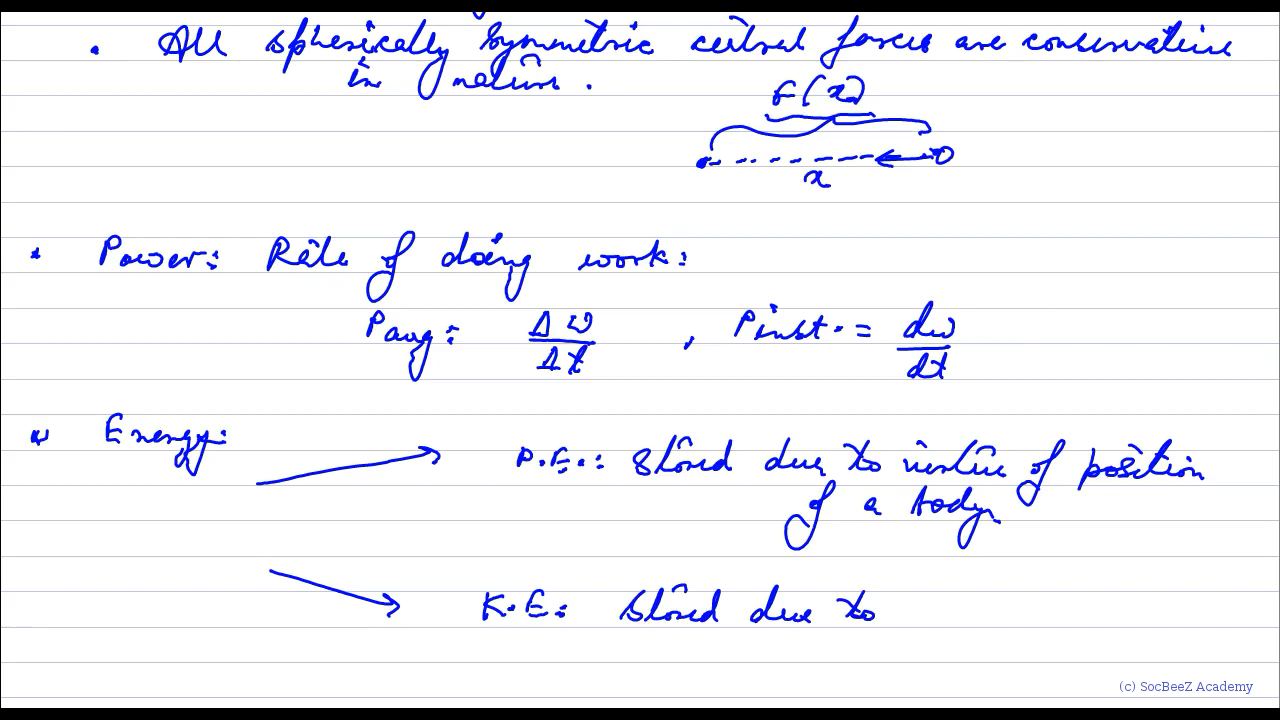 . All spherically symmetric central forces are conservative
in nature .
F(x)
x
* Power: Rate of doing work:
Pavg: Δw/Δt , Pinst. = dw/dt
* Energy:
P.E.: Stored due to virtue of position
of a body
K.E: Stored due to
(c) SocBeeZ Academy